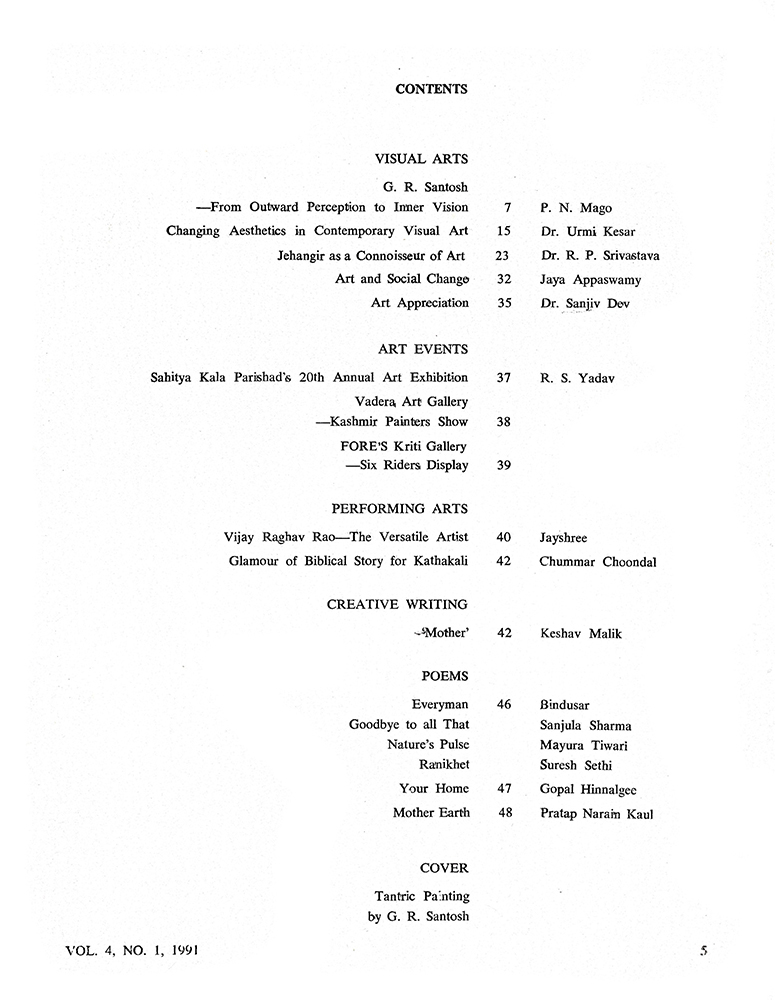 CONTENTS
VISUAL ARTS
G. R. Santosh
—From Outward Perception to Inner Vision 7 P. N. Mago
Changing Aesthetics in Contemporary Visual Art 15 Dr. Urmi Kesar
Jehangir as a Connoisseur of Art 23 Dr. R. P. Srivastava
Art and Social Change 32 Jaya Appaswamy
Art Appreciation 35 Dr. Sanjiv Dev
ART EVENTS
Sahitya Kala Parishad's 20th Annual Art Exhibition 37 R. S. Yadav
Vadera Art Gallery
—Kashmir Painters Show 38
FORE'S Kriti Gallery
—Six Riders Display 39
PERFORMING ARTS
Vijay Raghav Rao—The Versatile Artist 40 Jayshree
Glamour of Biblical Story for Kathakali 42 Chummar Choondal
CREATIVE WRITING
‘Mother’ 42 Keshav Malik
POEMS
Everyman 46 Bindusar
Goodbye to all That Sanjula Sharma
Nature's Pulse Mayura Tiwari
Ranikhet Suresh Sethi
Your Home 47 Gopal Hinnalgee
Mother Earth 48 Pratap Narain Kaul
COVER
Tantric Painting
by G. R. Santosh
VOL. 4, NO. 1, 1991 5